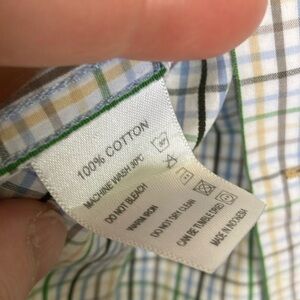 100% COTTON
MACHINE WASH 30°C
DO NOT BLEACH
WARM IRON
DO NOT DRY CLEAN
CAN BE TUMBLE DRIED
MADE IN INDONESIA